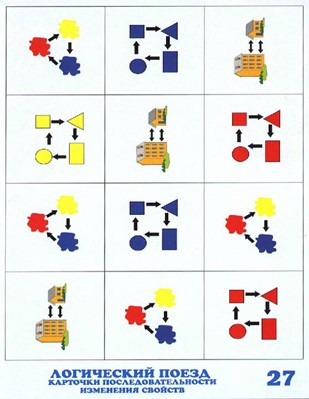 ЛОГИЧЕСКИЙ ПОЕЗД
КАРТОЧКИ ПОСЛЕДОВАТЕЛЬНОСТИ
ИЗМЕНЕНИЯ СВОЙСТВ
27